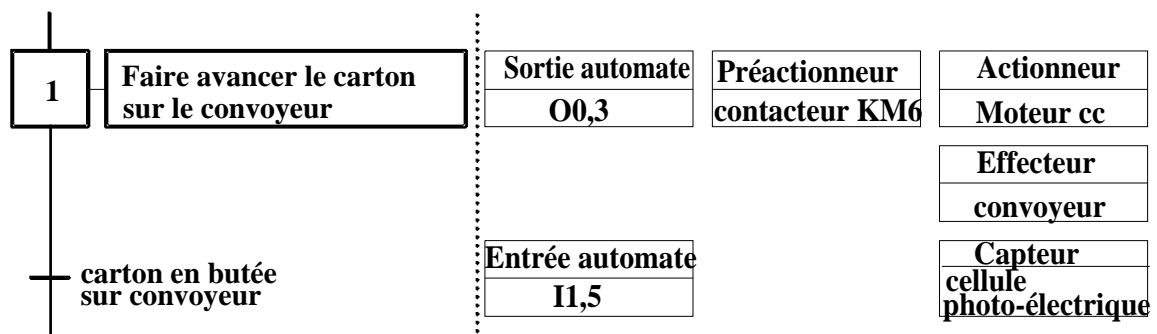 1
Faire avancer le carton
sur le convoyeur
Sortie automate
O0,3
Préactionneur
contacteur KM6
Actionneur
Moteur cc
Effecteur
convoyeur
carton en butée
sur convoyeur
Entrée automate
I1,5
Capteur
cellule
photo-électrique